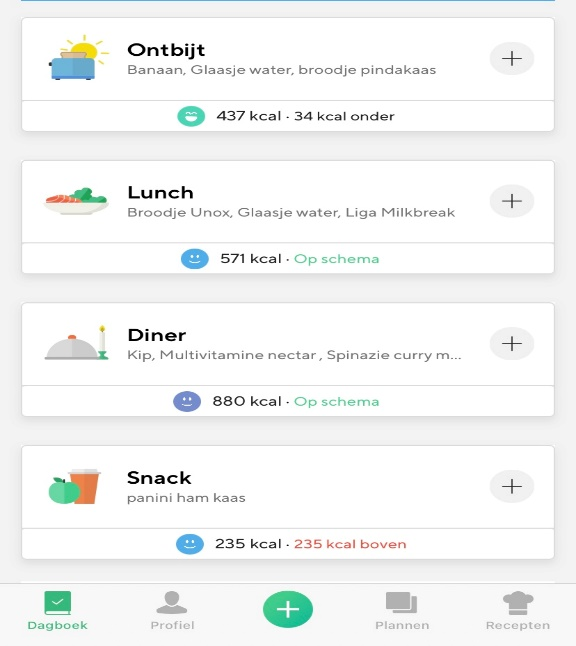 Ontbijt
Banaan, Glaasje water, broodje pindakaas
437 kcal · 34 kcal onder
Lunch
Broodje Unox, Glaasje water, Liga Milkbreak
571 kcal · Op schema
Diner
Kip, Multivitamine nectar , Spinazie curry m...
880 kcal · Op schema
Snack
panini ham kaas
235 kcal · 235 kcal boven
Dagboek Profiel Plannen Recepten